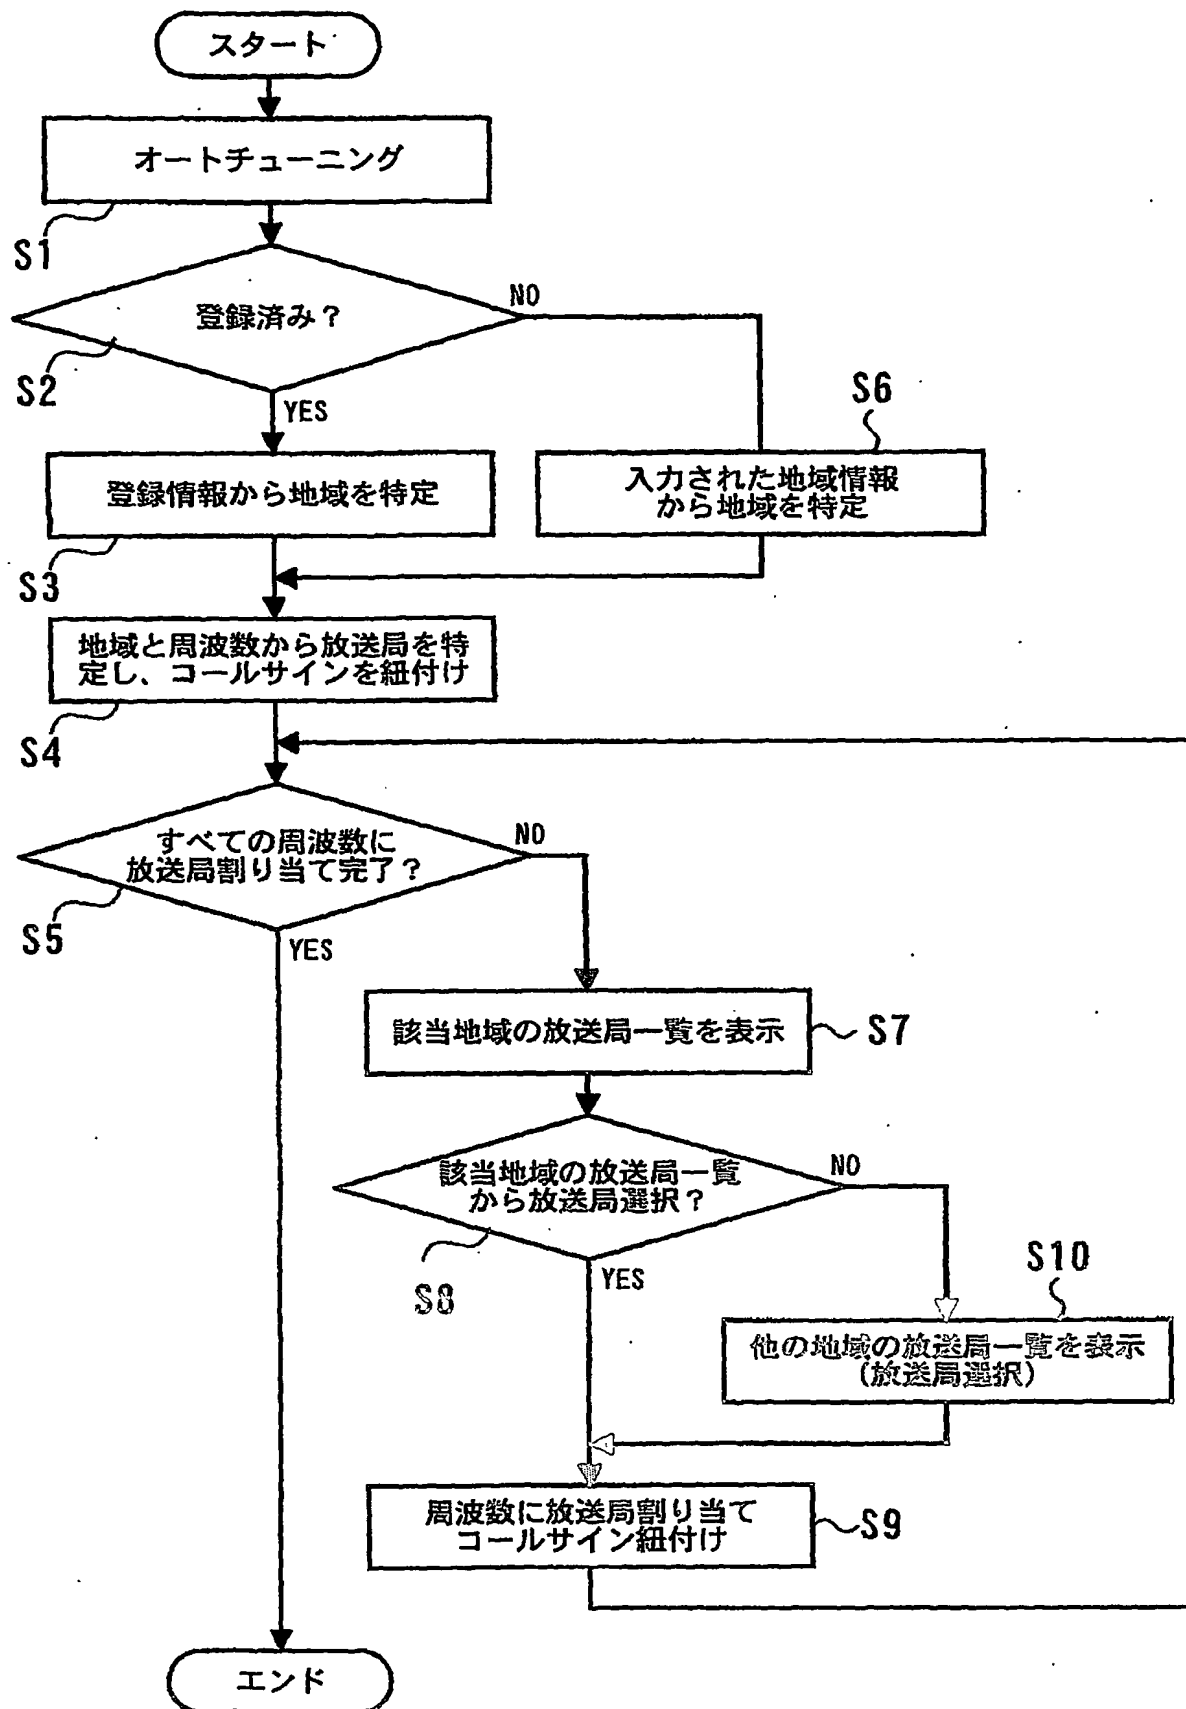 スタート
オートチューニング
S1
登録済み？
NO
S2
YES
S6
登録情報から地域を特定
入力された地域情報
から地域を特定
S3
地域と周波数から放送局を特
定し、コールサインを紐付け
S4
すべての周波数に
放送局割り当て完了？
NO
S5
YES
該当地域の放送局一覧を表示
S7
該当地域の放送局一覧
から放送局選択？
NO
S8
YES
S10
他の地域の放送局一覧を表示
(放送局選択)
周波数に放送局割り当て
コールサイン紐付け
S9
エンド